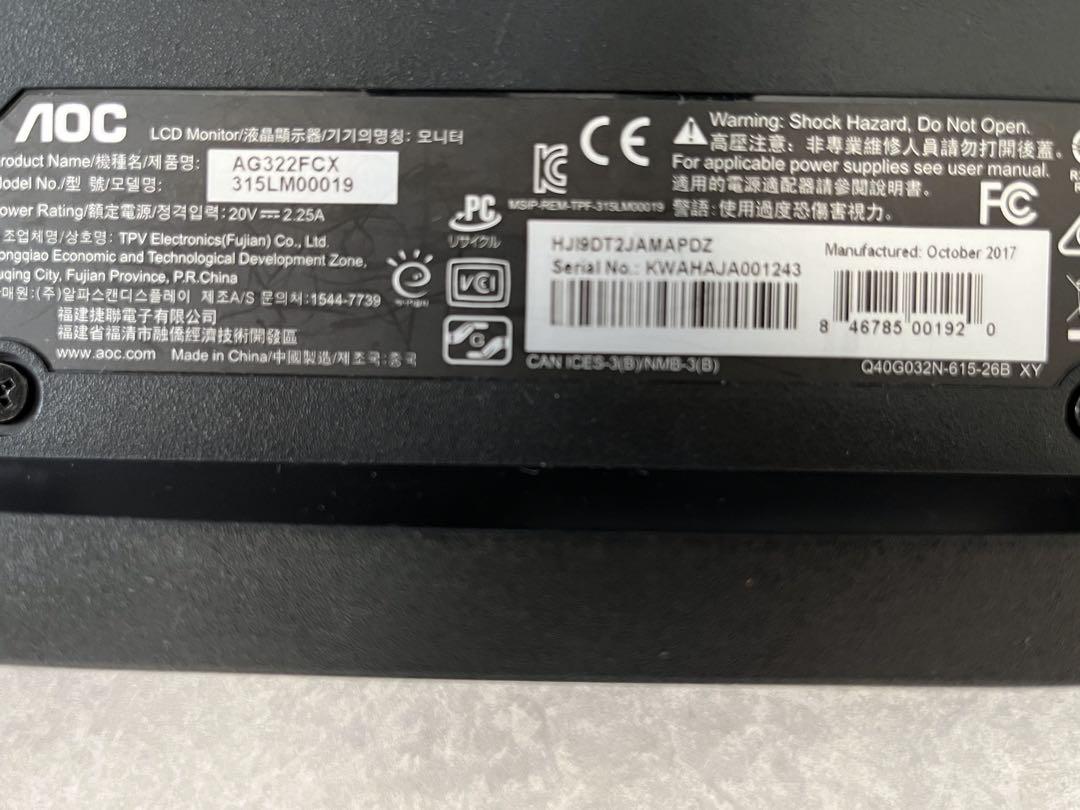 AOC
LCD Monitor/液晶顯示器/기기의명칭: 모니터
roduct Name/機種名/제품명: AG322FCX
odel No./型 號/모델명: 315LM00019
ower Rating/額定電源/정격입력: 20V 2.25A
조업체명/상호명: TPV Electronics(Fujian) Co., Ltd.
ongqiao Economic and Technological Development Zone,
uqing City, Fujian Province, P.R.China
매원:(주)알파스캔디스플레이 제조A/S 문의처:1544-7739
福建捷聯電子有限公司
福建省福清市融僑經濟技術開發區
www.aoc.com Made in China/中國製造/제조국:중국
PC
リサイクル
VCI
G
MSIP-REM-TPF-315LM00019
CE
Warning: Shock Hazard, Do Not Open.
高壓注意: 非專業維修人員請勿打開後蓋。
For applicable power supplies see user manual.
適用的電源適配器請參閱說明書。
警語:使用過度恐傷害視力。
FC
HJI9DT2JAMAPDZ
Serial No.: KWAHAJA001243
Manufactured: October 2017
8 46785 00192 0
CAN ICES-3(B)/NMB-3(B)
Q40G032N-615-26B XY